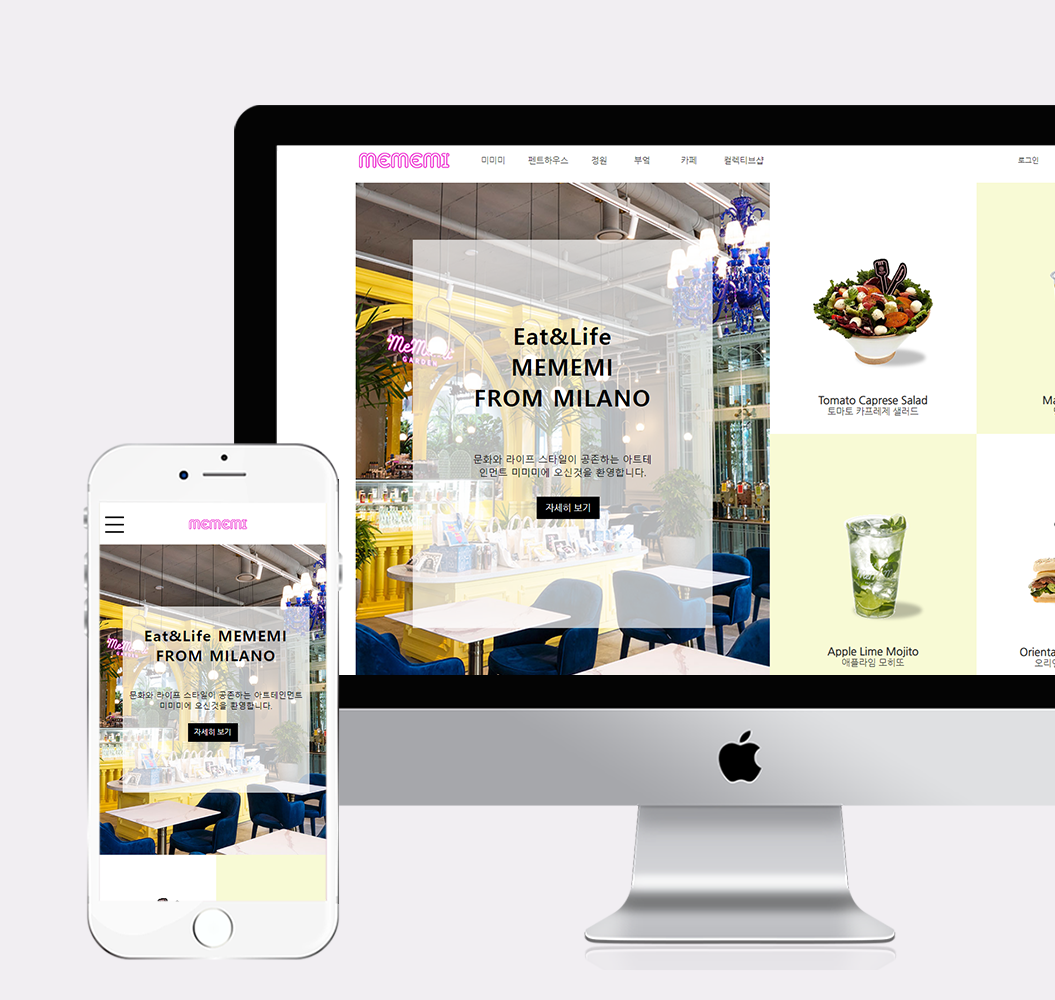 MEMEMI 미미미 펜트하우스 정원 부엌 카페 컬렉티브샵 로그인
MeMeMi
GARDEN
Eat&Life
MEMEMI
FROM MILANO
문화와 라이프 스타일이 공존하는 아트테
인먼트 미미미에 오신것을 환영합니다.
자세히 보기
Tomato Caprese Salad
토마토 카프레제 샐러드
Ma
Apple Lime Mojito
애플라임 모히또
Orienta
오리엔
MEMEMI
Eat&Life MEMEMI
FROM MILANO
문화와 라이프 스타일이 공존하는 아트테인먼트
미미미에 오신것을 환영합니다.
자세히 보기